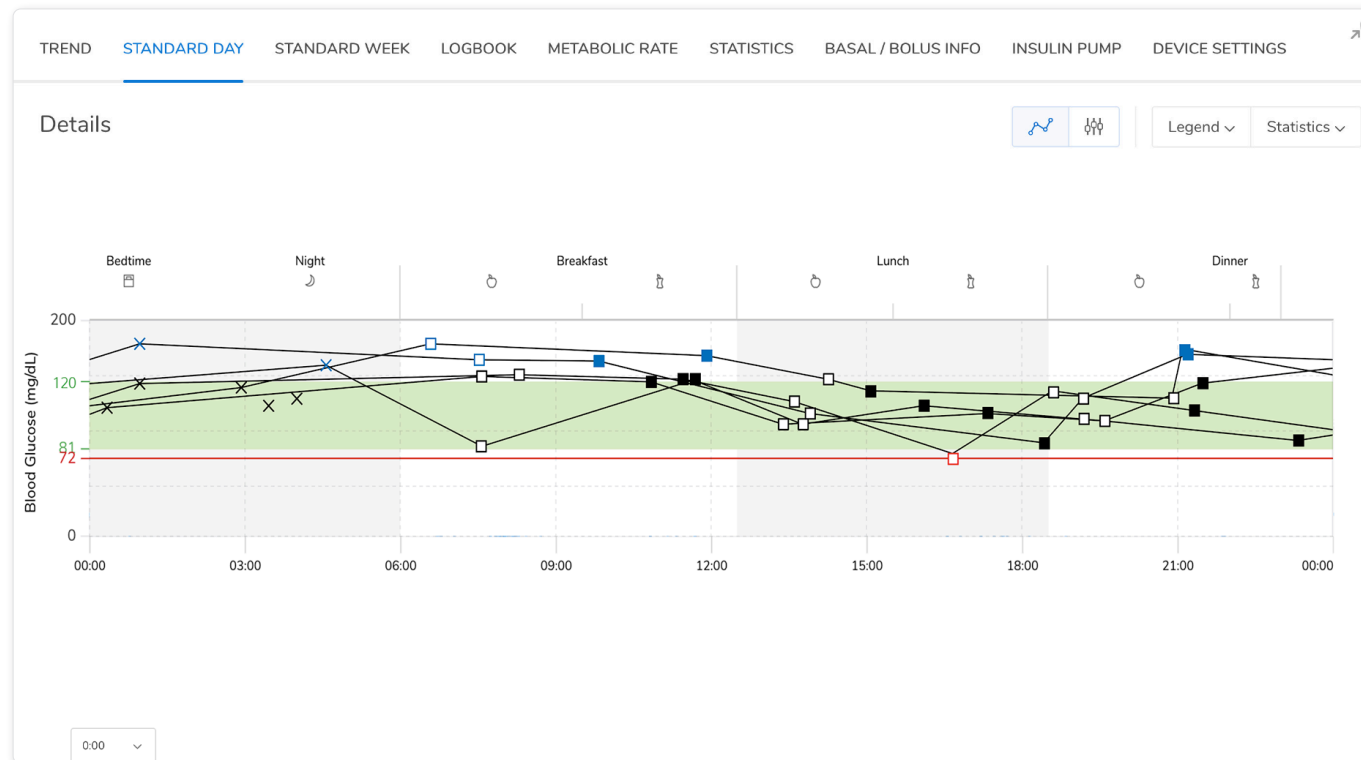 TREND STANDARD DAY STANDARD WEEK LOGBOOK METABOLIC RATE STATISTICS BASAL / BOLUS INFO INSULIN PUMP DEVICE SETTINGS
Details
Legend Statistics
Bedtime Night Breakfast Lunch Dinner
Blood Glucose (mg/dL)
200
120
81
72
0
00:00 03:00 06:00 09:00 12:00 15:00 18:00 21:00 00:00
0:00